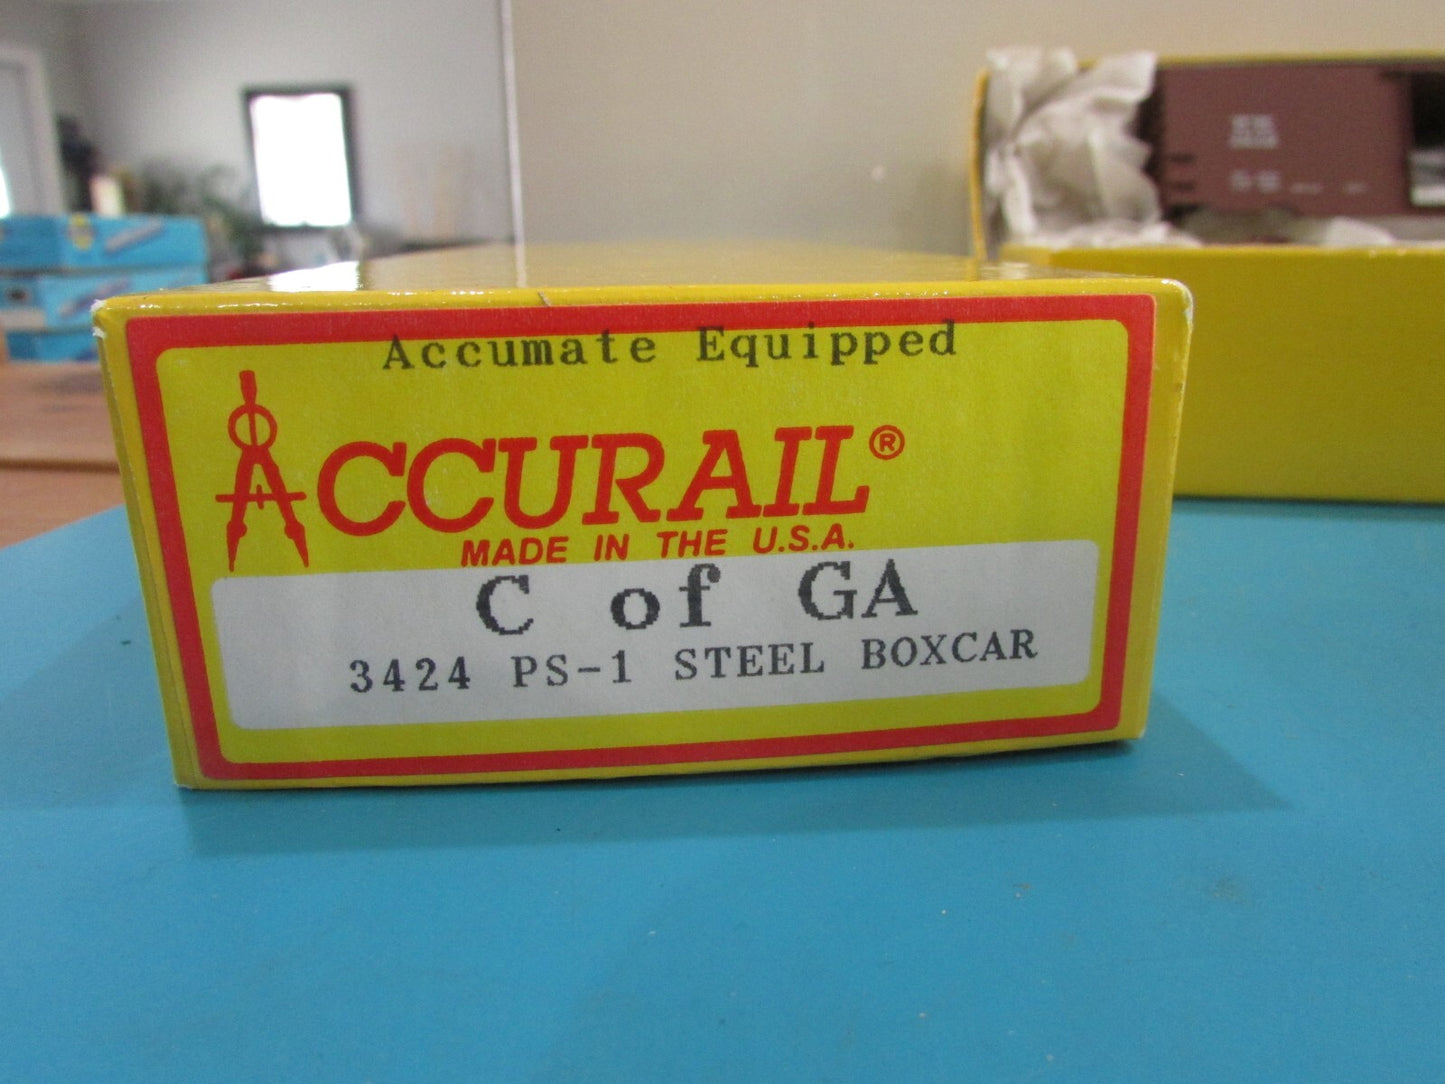 Accumate Equipped
ACCURAIL®
MADE IN THE U.S.A.
C of GA
3424 PS-1 STEEL BOXCAR